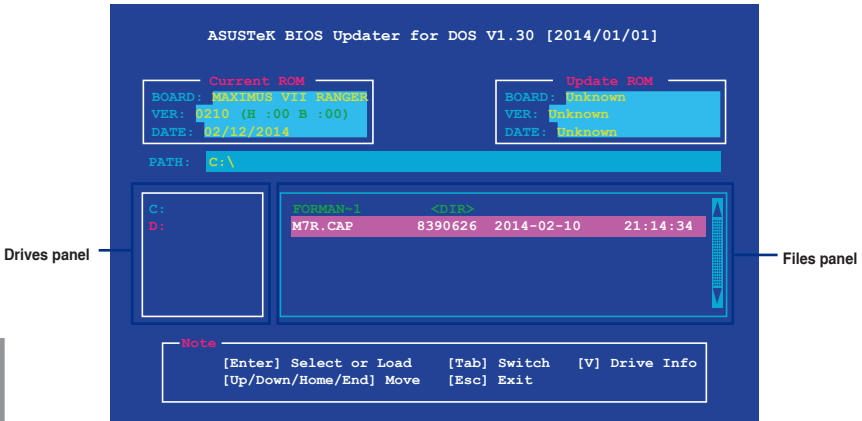 ASUSTeK BIOS Updater for DOS V1.30 [2014/01/01]
Current ROM
BOARD: MAXIMUS VII RANGER
VER: 0210 (H :00 B :00)
DATE: 02/12/2014
Update ROM
BOARD: Unknown
VER: Unknown
DATE: Unknown
PATH: C:\
C:
D:
FORMAN~1 <DIR>
M7R.CAP 8390626 2014-02-10 21:14:34
Drives panel
Files panel
Note
[Enter] Select or Load [Tab] Switch [V] Drive Info
[Up/Down/Home/End] Move [Esc] Exit